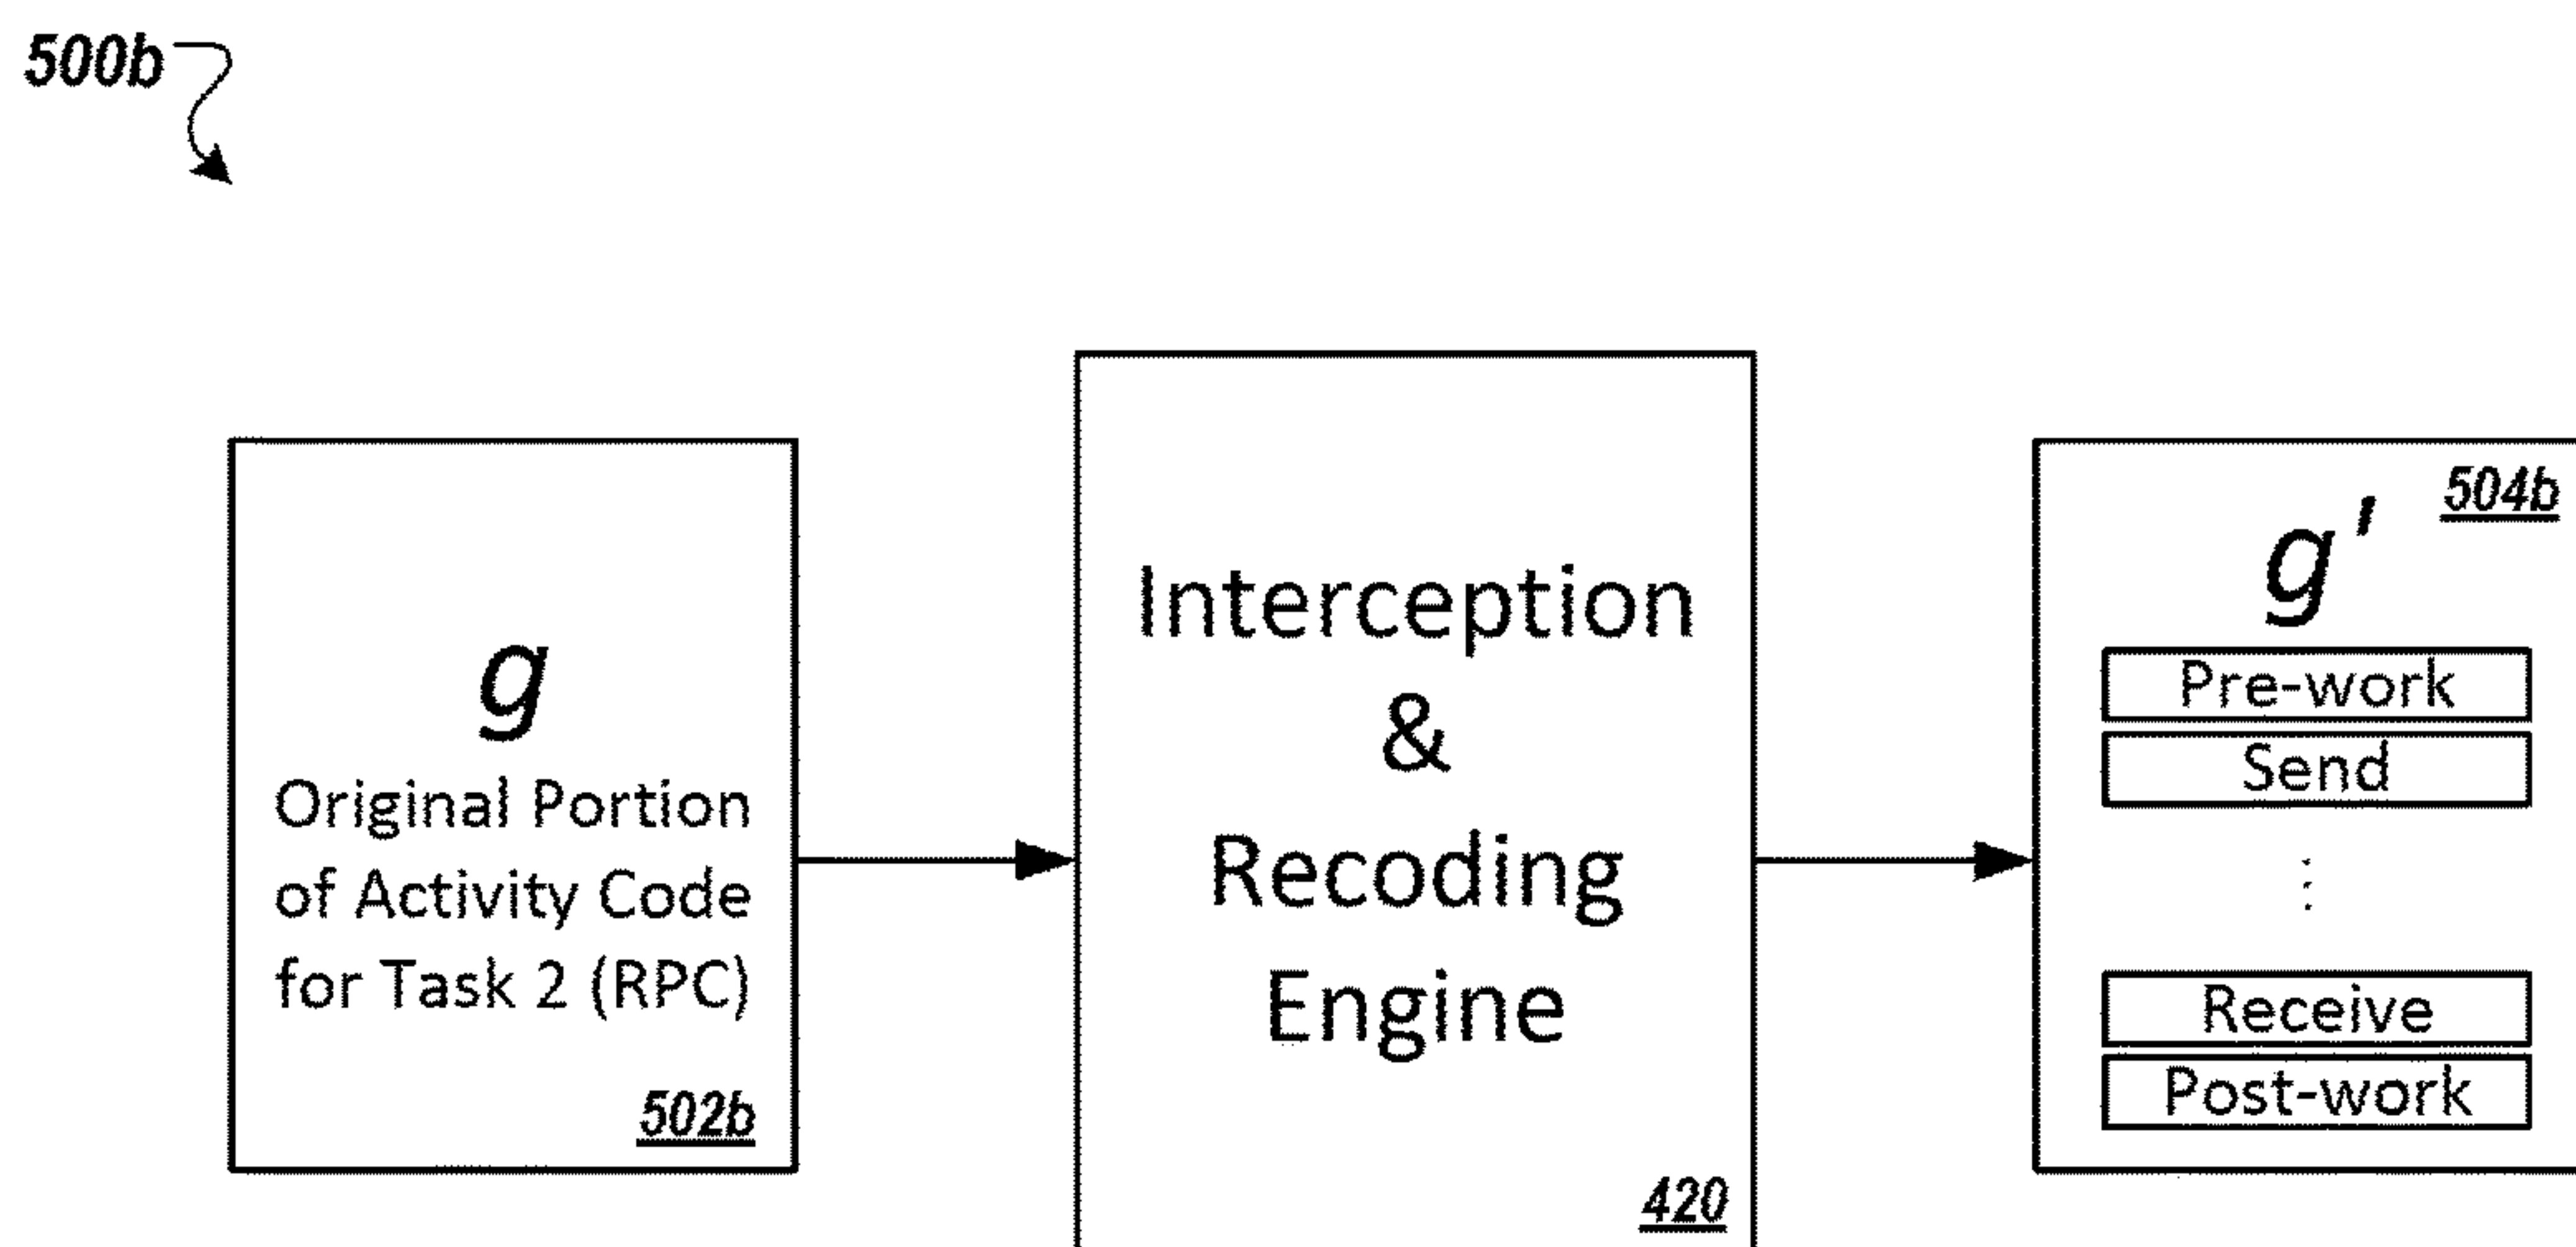 500b
g
Original Portion
of Activity Code
for Task 2 (RPC)
502b
Interception
&
Recoding
Engine
420
504b
g'
Pre-work
Send
⋮
Receive
Post-work